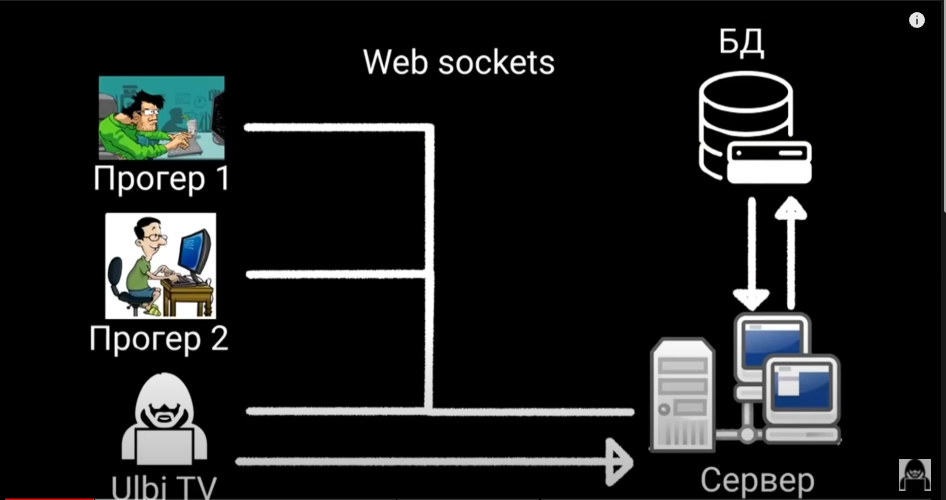 Web sockets
БД
Прогер 1
Прогер 2
Ulbi TV
Сервер